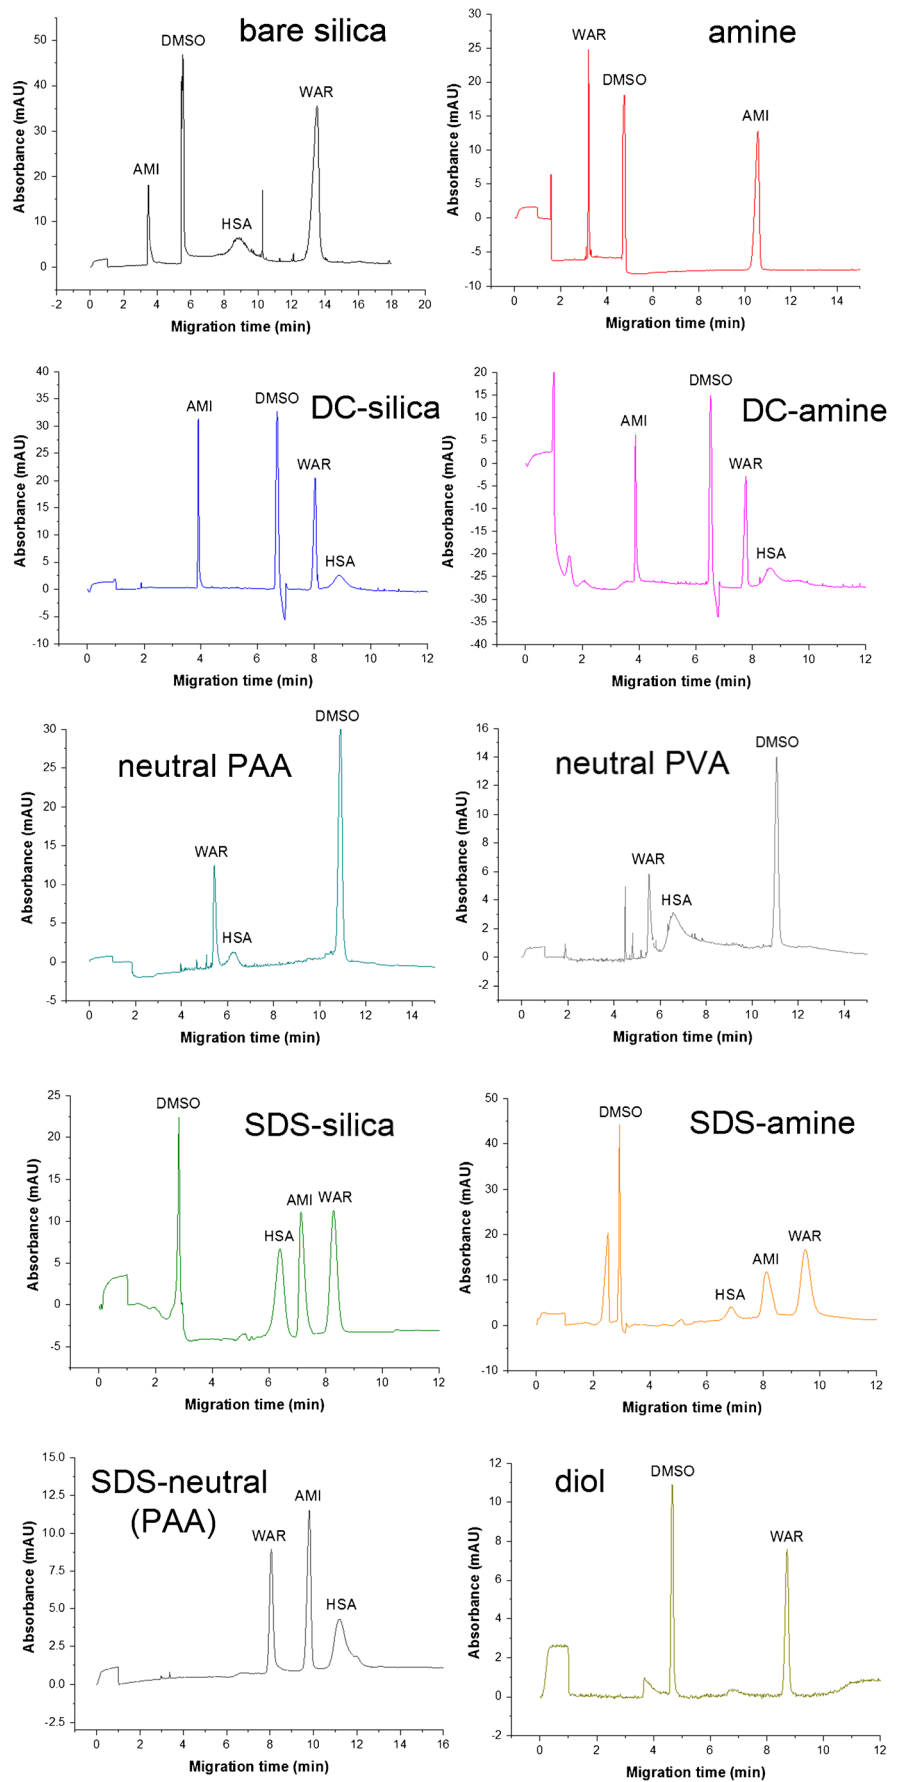 bare silica
DMSO
WAR
AMI
HSA
Absorbance (mAU)
50
40
30
20
10
0
-2 0 2 4 6 8 10 12 14 16 18 20
Migration time (min)
amine
WAR
DMSO
AMI
Absorbance (mAU)
30
25
20
15
10
5
0
-5
-10
0 2 4 6 8 10 12 14
Migration time (min)
DC-silica
AMI
DMSO
WAR
HSA
Absorbance (mAU)
40
35
30
25
20
15
10
5
0
-5
-10
0 2 4 6 8 10 12
Migration time (min)
DC-amine
DMSO
AMI
WAR
HSA
Absorbance (mAU)
20
15
10
5
0
-5
-10
-15
-20
-25
-30
-35
-40
0 2 4 6 8 10 12
Migration time (min)
neutral PAA
DMSO
WAR
HSA
Absorbance (mAU)
30
25
20
15
10
5
0
-5
0 2 4 6 8 10 12 14
Migration time (min)
neutral PVA
DMSO
WAR
HSA
Absorbance (mAU)
16
14
12
10
8
6
4
2
0
-2
0 2 4 6 8 10 12 14
Migration time (min)
SDS-silica
DMSO
HSA
AMI
WAR
Absorbance (mAU)
25
20
15
10
5
0
-5
0 2 4 6 8 10 12
Migration time (min)
SDS-amine
DMSO
HSA
AMI
WAR
Absorbance (mAU)
50
40
30
20
10
0
-10
0 2 4 6 8 10 12
Migration time (min)
SDS-neutral
(PAA)
WAR
AMI
HSA
Absorbance (mAU)
15.0
12.5
10.0
7.5
5.0
2.5
0.0
-2.5
0 2 4 6 8 10 12 14 16
Migration time (min)
diol
DMSO
WAR
Absorbance (mAU)
12
10
8
6
4
2
0
-2
0 2 4 6 8 10 12
Migration time (min)